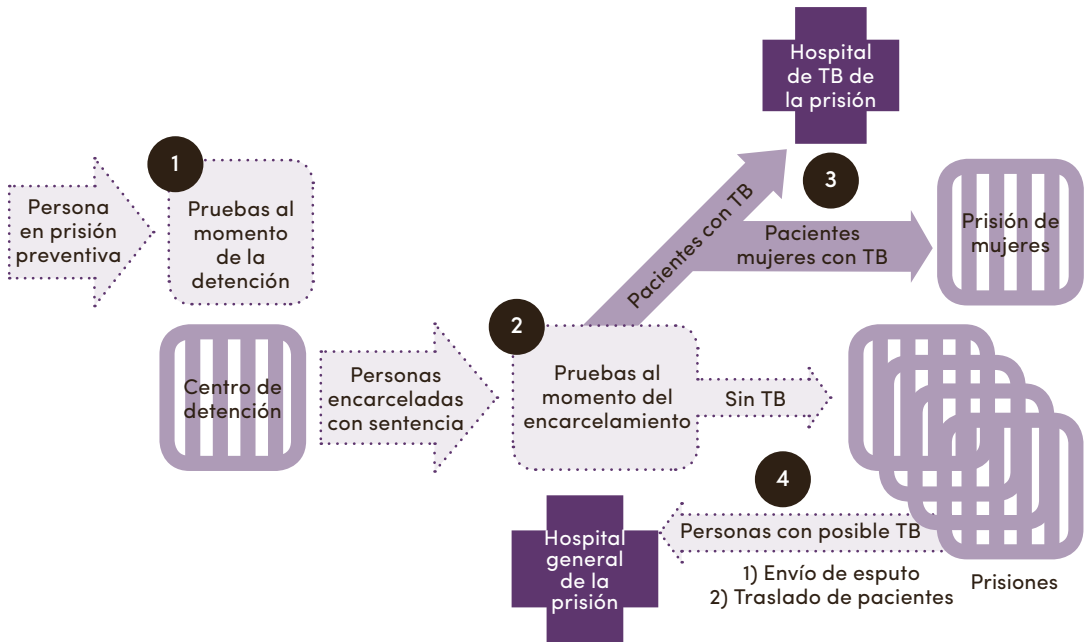 Hospital
de TB de
la prisión
1
Persona
en prisión
preventiva
Pruebas al
momento
de la
detención
Pacientes con TB
3
Pacientes
mujeres con TB
Prisión de
mujeres
Centro de
detención
Personas
encarceladas
con sentencia
2
Pruebas al
momento del
encarcelamiento
Sin TB
4
Personas con posible TB
1) Envío de esputo
2) Traslado de pacientes
Hospital
general
de la
prisión
Prisiones